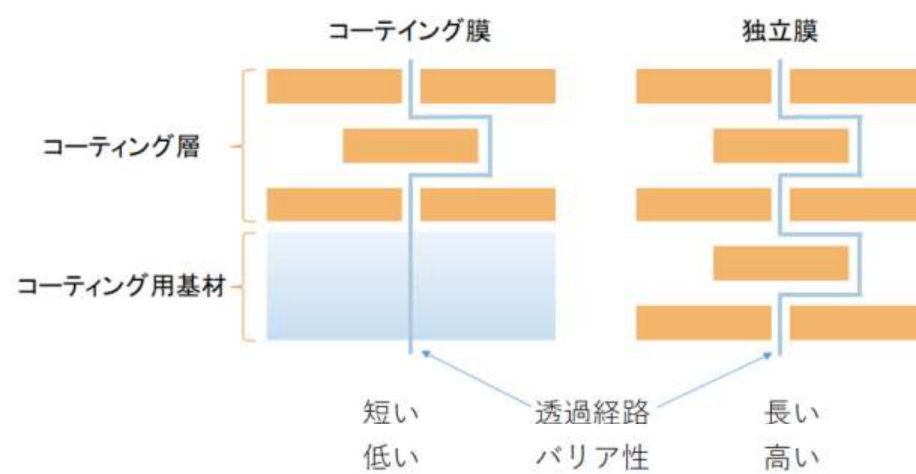 コーテイング膜
独立膜
コーティング層
コーティング用基材
短い 透過経路 長い
低い バリア性 高い